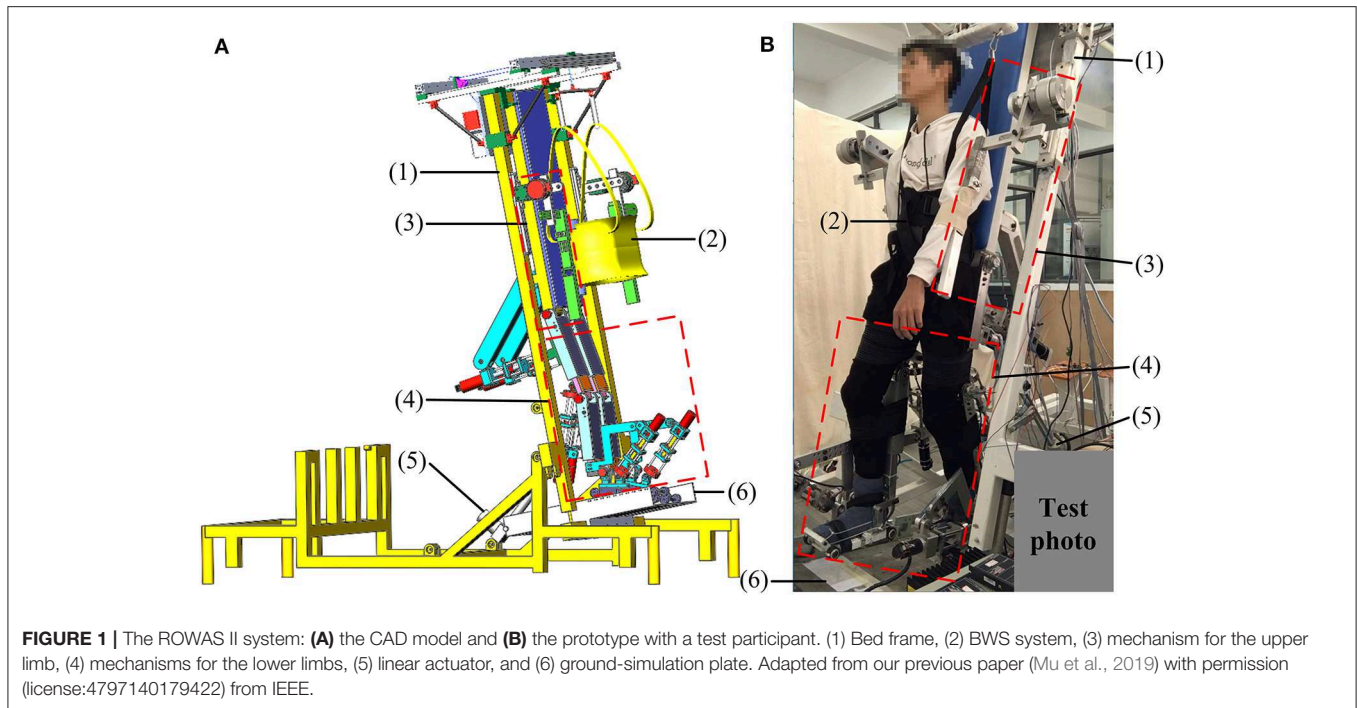 A
B
(1)
(3)
(2)
(4)
(5)
(6)
(1)
(2)
(3)
(4)
(5)
(6)
Test
photo
FIGURE 1 | The ROWAS II system: (A) the CAD model and (B) the prototype with a test participant. (1) Bed frame, (2) BWS system, (3) mechanism for the upper
limb, (4) mechanisms for the lower limbs, (5) linear actuator, and (6) ground-simulation plate. Adapted from our previous paper (Mu et al., 2019) with permission
(license:4797140179422) from IEEE.